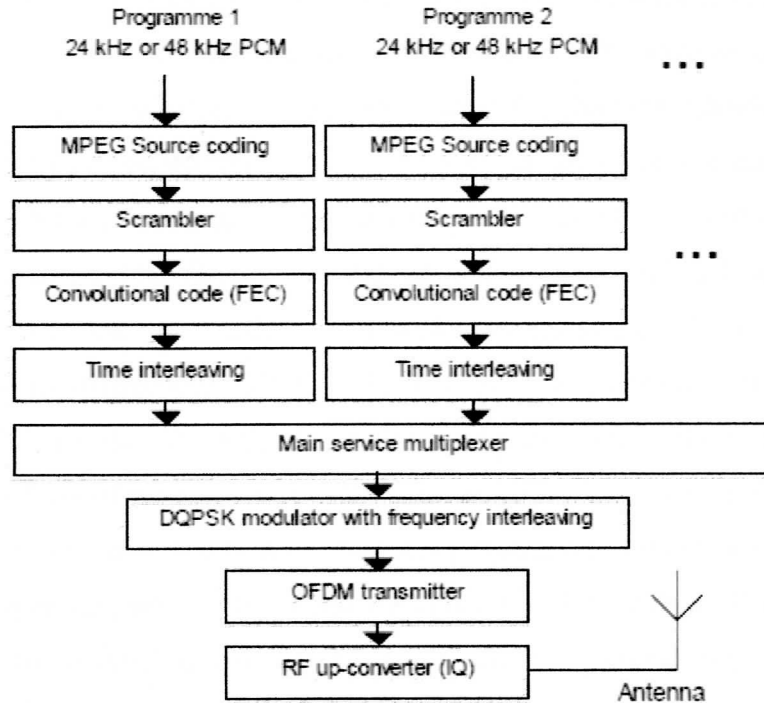 Programme 1
24 kHz or 48 kHz PCM
Programme 2
24 kHz or 48 kHz PCM
...
MPEG Source coding
MPEG Source coding
Scrambler
Scrambler
...
Convolutional code (FEC)
Convolutional code (FEC)
Time interleaving
Time interleaving
Main service multiplexer
DQPSK modulator with frequency interleaving
OFDM transmitter
RF up-converter (IQ)
Antenna